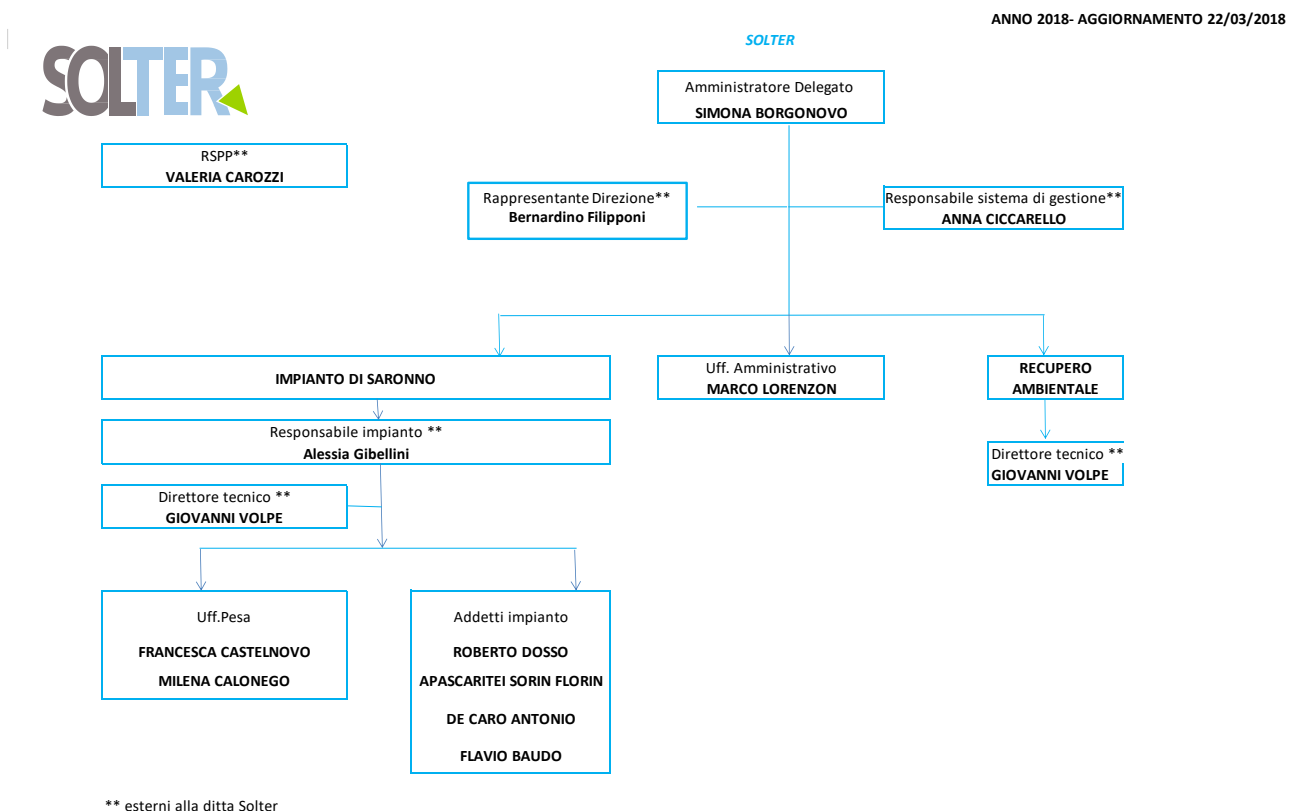 ANNO 2018- AGGIORNAMENTO 22/03/2018
SOLTER
SOLTER
Amministratore Delegato
SIMONA BORGONOVO
RSPP**
VALERIA CAROZZI
Rappresentante Direzione**
Bernardino Filipponi
Responsabile sistema di gestione**
ANNA CICCARELLO
IMPIANTO DI SARONNO
Uff. Amministrativo
MARCO LORENZON
RECUPERO
AMBIENTALE
Responsabile impianto **
Alessia Gibellini
Direttore tecnico **
GIOVANNI VOLPE
Direttore tecnico **
GIOVANNI VOLPE
Uff.Pesa
FRANCESCA CASTELNOVO
MILENA CALONEGO
Addetti impianto
ROBERTO DOSSO
APASCARITEI SORIN FLORIN
DE CARO ANTONIO
FLAVIO BAUDO
** esterni alla ditta Solter